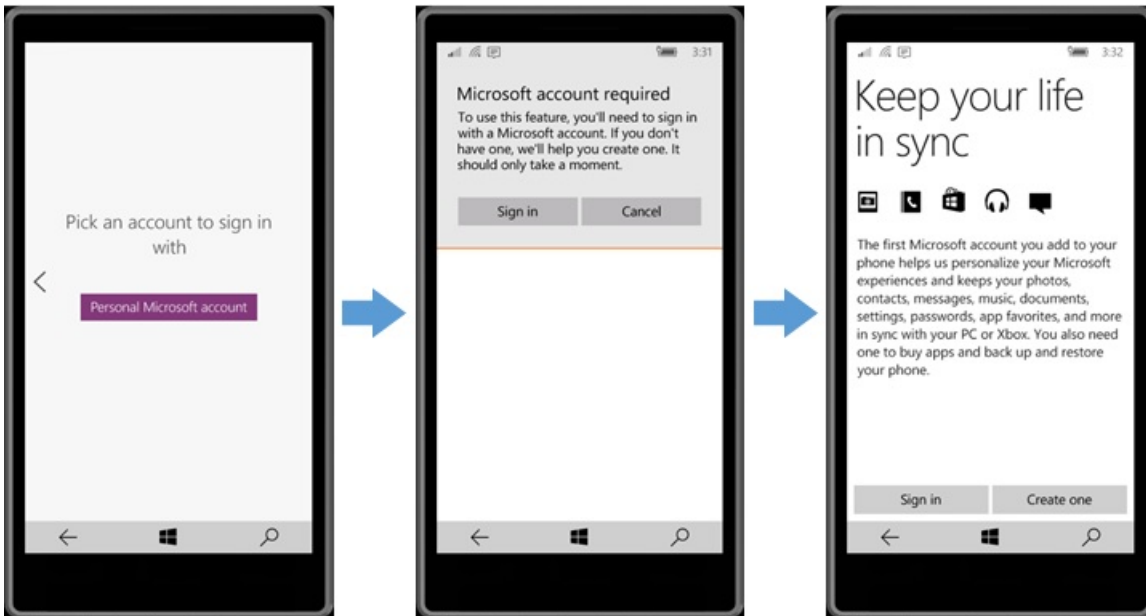 Pick an account to sign in
with
Personal Microsoft account
3:31
Microsoft account required
To use this feature, you'll need to sign in
with a Microsoft account. If you don't
have one, we'll help you create one. It
should only take a moment.
Sign in
Cancel
3:32
Keep your life
in sync
The first Microsoft account you add to your
phone helps us personalize your Microsoft
experiences and keeps your photos,
contacts, messages, music, documents,
settings, passwords, app favorites, and more
in sync with your PC or Xbox. You also need
one to buy apps and back up and restore
your phone.
Sign in
Create one